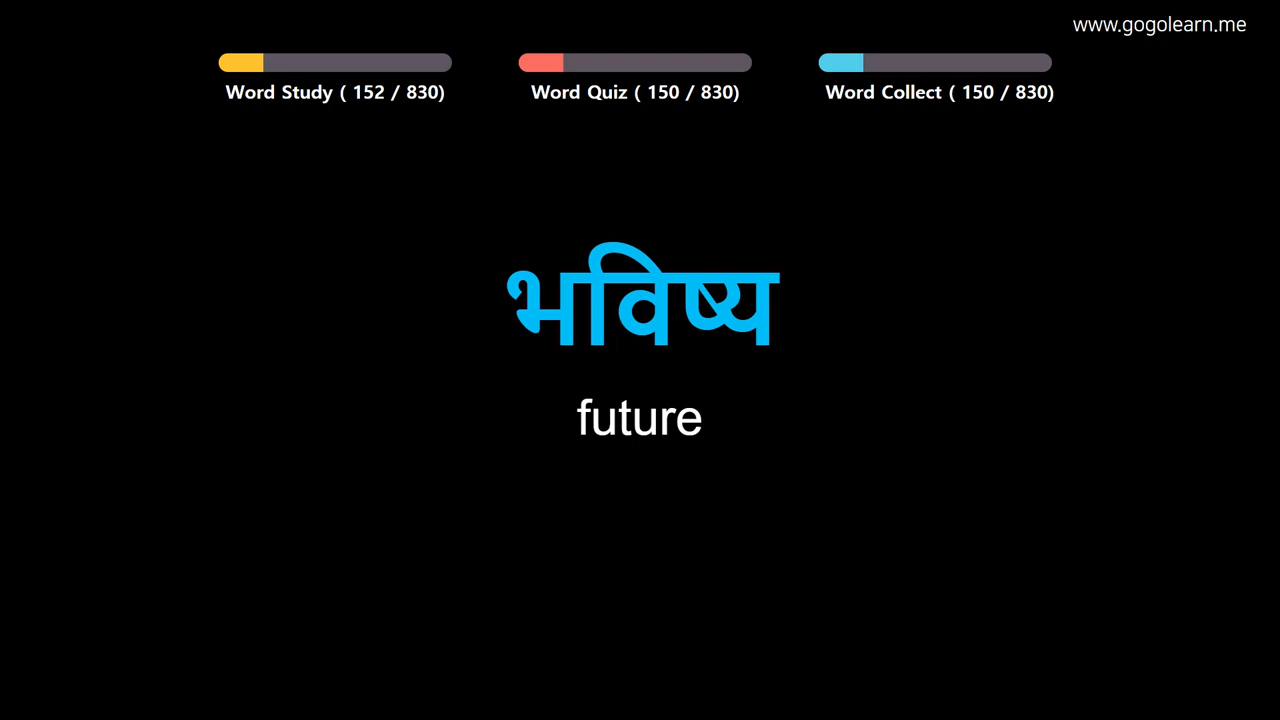 www.gogolearn.me
Word Study ( 152 / 830)
Word Quiz ( 150 / 830)
Word Collect ( 150 / 830)
भविष्य
future